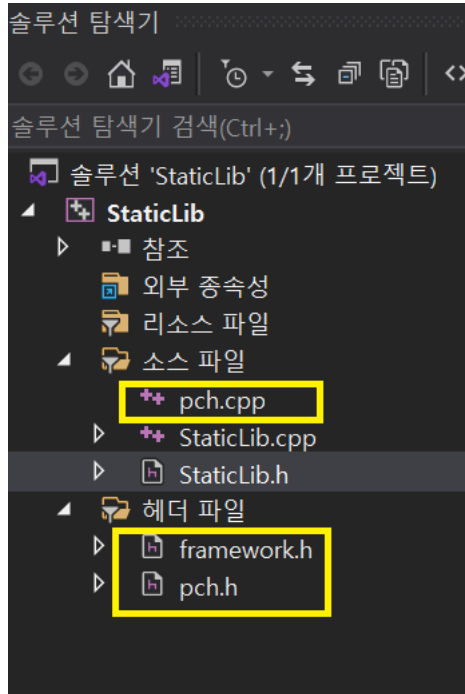 솔루션 탐색기
솔루션 탐색기 검색(Ctrl+;)
솔루션 'StaticLib' (1/1개 프로젝트)
StaticLib
참조
외부 종속성
리소스 파일
소스 파일
pch.cpp
StaticLib.cpp
StaticLib.h
헤더 파일
framework.h
pch.h